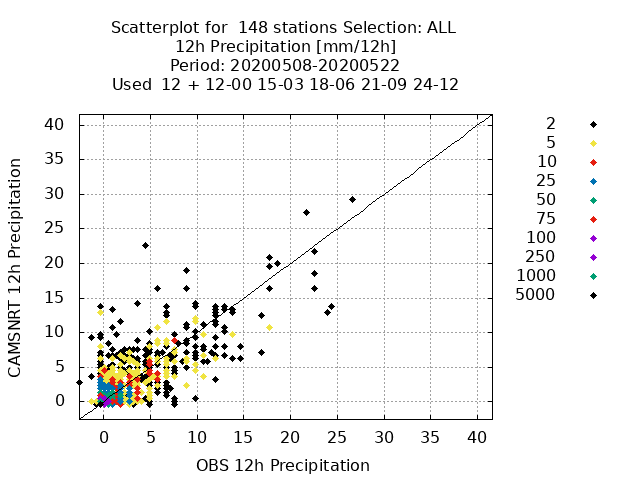 Scatterplot for  148 stations Selection: ALL
12h Precipitation [mm/12h]
Period: 20200508-20200522
Used  12 + 12-00 15-03 18-06 21-09 24-12
CAMSNRT 12h Precipitation
40
35
30
25
20
15
10
5
0
0 5 10 15 20 25 30 35 40
OBS 12h Precipitation
2
5
10
25
50
75
100
250
1000
5000